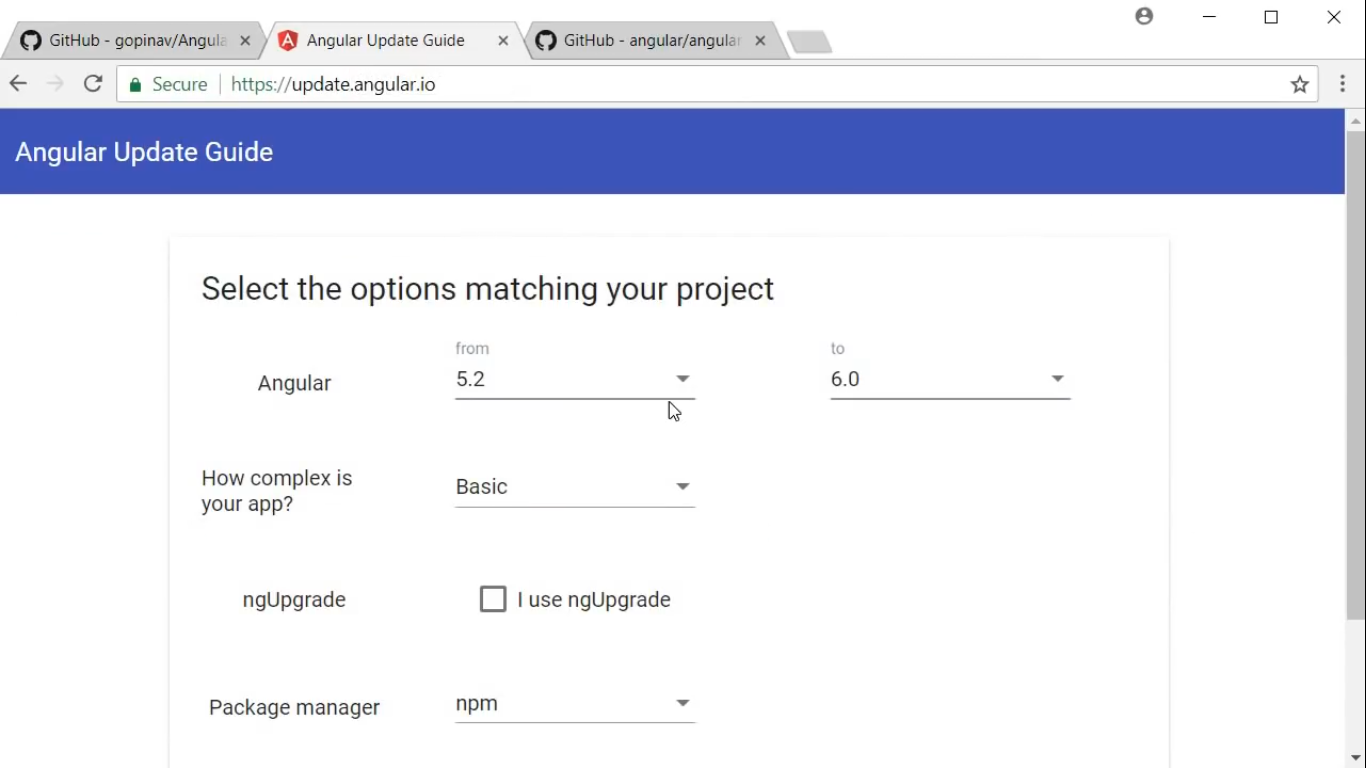 GitHub - gopinav/Angula
Angular Update Guide
GitHub - angular/angular
Secure
https://update.angular.io
Angular Update Guide
Select the options matching your project
from
to
Angular
5.2
6.0
How complex is
your app?
Basic
ngUpgrade
I use ngUpgrade
Package manager
npm